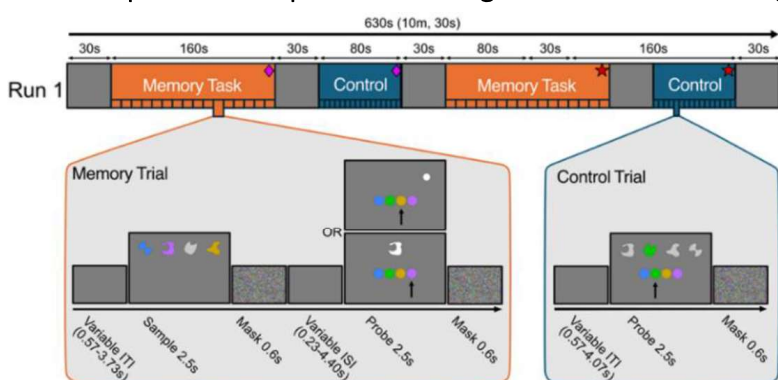 630s (10m, 30s)
30s 160s 30s 80s 30s 80s 30s 160s 30s
Run 1
Memory Task
Control
Memory Task
Control
Memory Trial
OR
Variable ITI
(0.57-3.73s)
Sample 2.5s
Mask 0.6s
Variable ISI
(0.23-4.40s)
Probe 2.5s
Mask 0.6s
Control Trial
Variable ITI
(0.57-4.07s)
Probe 2.5s
Mask 0.6s